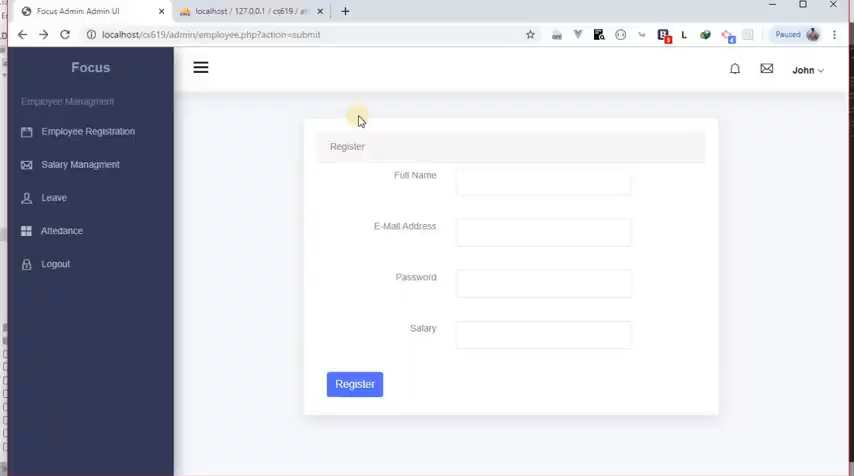 Focus Admin: Admin UI
localhost / 127.0.0.1 / cs619 /
localhost/cs619/admin/employee.php?action=submit
Paused
Focus
John
Employee Managment
Employee Registration
Salary Managment
Leave
Attedance
Logout
Register
Full Name
E-Mail Address
Password
Salary
Register